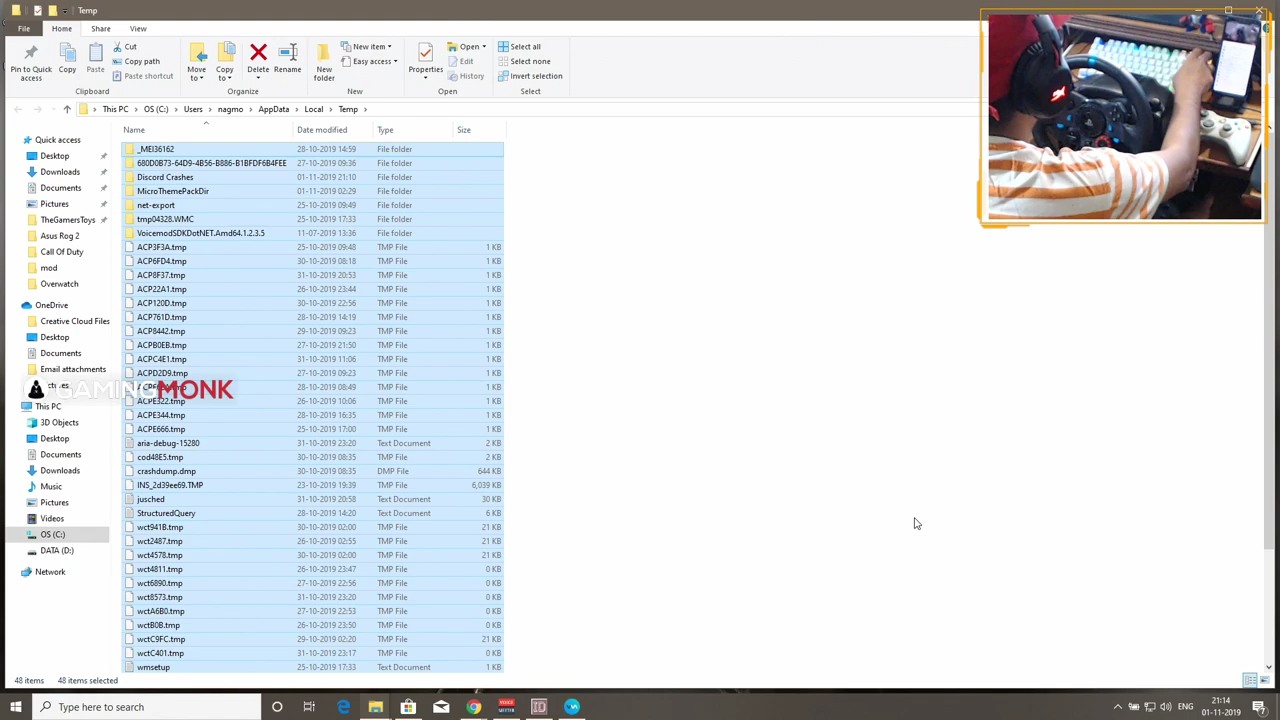 Temp
File Home Share View
Pin to Quick access
Copy
Paste
Cut
Copy path
Paste shortcut
Clipboard
Move to
Copy to
Delete
Rename
Organize
New folder
New item
Easy access
New
Properties
Open
Edit
History
Open
Select all
Select none
Invert selection
Select
This PC OS (C:) Users nagmo AppData Local Temp
Name Date modified Type Size
Quick access
Desktop
Downloads
Documents
Pictures
TheGamersToys
Asus Rog 2
Call Of Duty
mod
Overwatch
OneDrive
Creative Cloud Files
Desktop
Documents
Email attachments
This PC
3D Objects
Desktop
Documents
Downloads
Music
Pictures
Videos
OS (C:)
DATA (D:)
Network
_MEI36162 28-10-2019 14:59 File folder
680D0B73-64D9-4B56-B886-B1BFDF6B4FEE 27-10-2019 09:36 File folder
Discord Crashes 01-11-2019 21:10 File folder
MicroThemePackDir 01-11-2019 02:29 File folder
net-export 25-10-2019 09:49 File folder
tmp04328.WMC 25-10-2019 17:33 File folder
VoicemodSDKDotNET.Amd64.1.2.3.5 11-07-2019 13:36 File folder
ACP3F3A.tmp 25-10-2019 09:48 TMP File 1 KB
ACP6FD4.tmp 30-10-2019 08:18 TMP File 1 KB
ACP8F37.tmp 31-10-2019 20:53 TMP File 1 KB
ACP22A1.tmp 26-10-2019 23:44 TMP File 1 KB
ACP120D.tmp 30-10-2019 22:56 TMP File 1 KB
ACP761D.tmp 28-10-2019 14:19 TMP File 1 KB
ACP8442.tmp 29-10-2019 09:23 TMP File 1 KB
ACPB0EB.tmp 27-10-2019 21:50 TMP File 1 KB
ACPC4E1.tmp 31-10-2019 11:06 TMP File 1 KB
ACPD2D9.tmp 27-10-2019 09:23 TMP File 1 KB
28-10-2019 08:49 TMP File 1 KB
ACPE322.tmp 26-10-2019 10:06 TMP File 1 KB
ACPE344.tmp 28-10-2019 16:35 TMP File 1 KB
ACPE666.tmp 25-10-2019 17:00 TMP File 1 KB
aria-debug-15280 31-10-2019 23:20 Text Document 2 KB
cod48E5.tmp 30-10-2019 08:35 TMP File 2 KB
crashdump.dmp 30-10-2019 08:35 DMP File 644 KB
INS_2d39ee69.TMP 23-10-2019 19:39 TMP File 6,039 KB
jusched 31-10-2019 20:58 Text Document 30 KB
StructuredQuery 28-10-2019 14:20 Text Document 6 KB
wct941B.tmp 30-10-2019 02:00 TMP File 21 KB
wct2487.tmp 26-10-2019 02:55 TMP File 21 KB
wct4578.tmp 30-10-2019 02:00 TMP File 21 KB
wct4811.tmp 26-10-2019 23:47 TMP File 0 KB
wct6890.tmp 27-10-2019 22:56 TMP File 0 KB
wct8573.tmp 31-10-2019 23:20 TMP File 0 KB
wctA6B0.tmp 27-10-2019 22:53 TMP File 0 KB
wctB0B.tmp 26-10-2019 23:50 TMP File 0 KB
wctC9FC.tmp 29-10-2019 02:20 TMP File 21 KB
wctC401.tmp 31-10-2019 23:17 TMP File 0 KB
wmsetup 25-10-2019 17:33 Text Document 1 KB
GAMINGMONK
48 items 48 items selected
Type here to search
ENG
21:14
01-11-2019